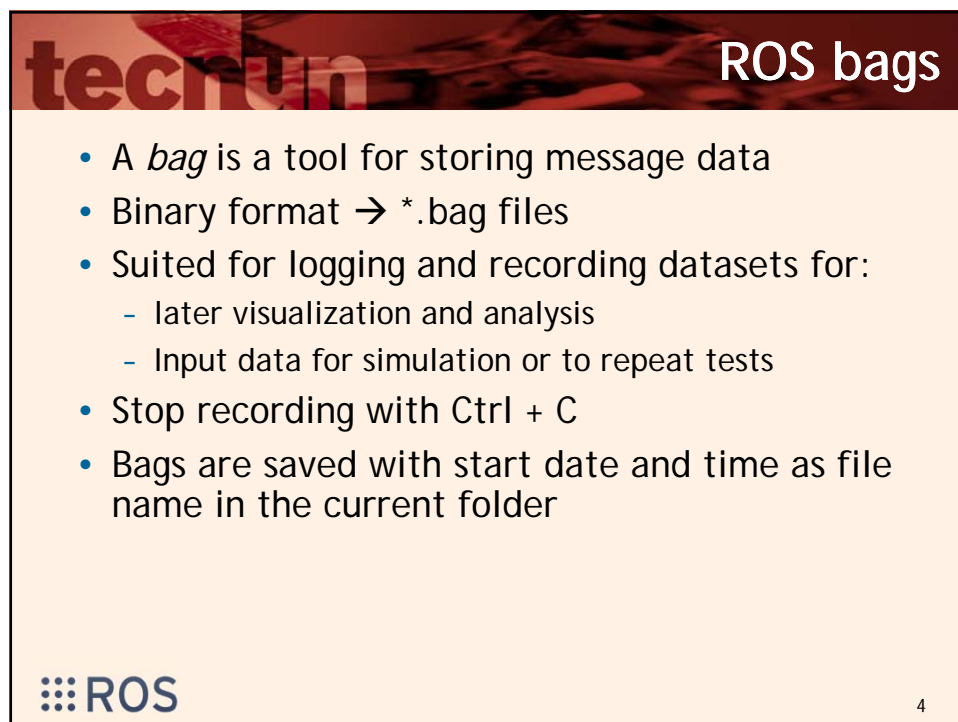 tecnun
ROS bags
• A bag is a tool for storing message data
• Binary format → *.bag files
• Suited for logging and recording datasets for:
– later visualization and analysis
– Input data for simulation or to repeat tests
• Stop recording with Ctrl + C
• Bags are saved with start date and time as file
name in the current folder
ROS
4